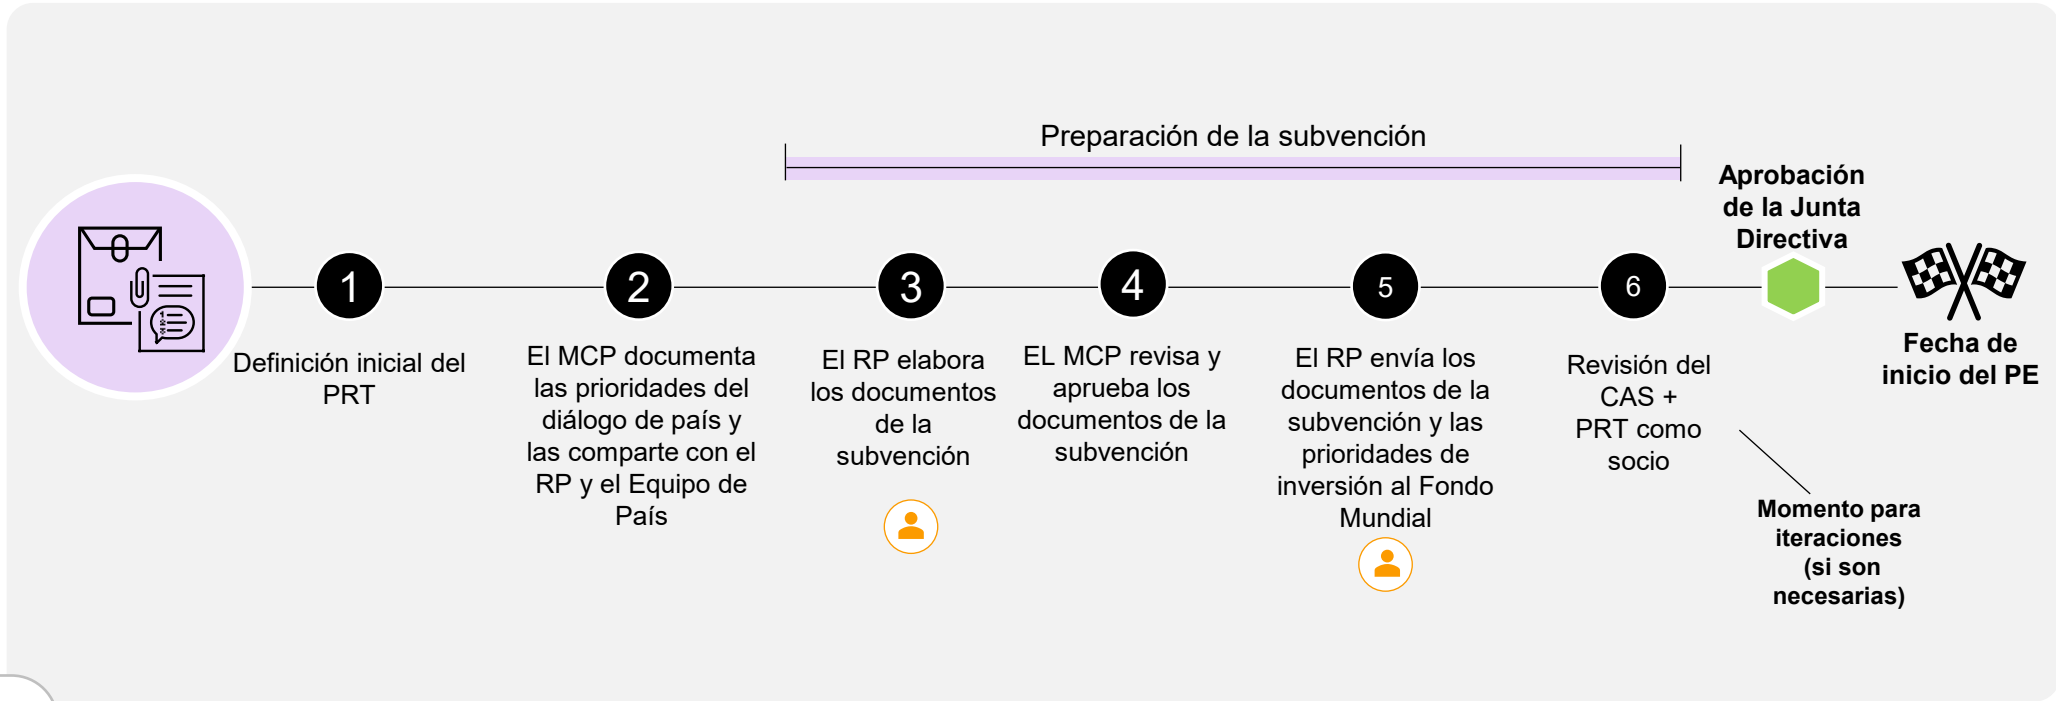 Preparación de la subvención
Aprobación
de la Junta
Directiva
1
2
3
4
5
6
Definición inicial del
PRT
El MCP documenta
las prioridades del
diálogo de país y
las comparte con el
RP y el Equipo de
País
El RP elabora
los documentos
de la
subvención
EL MCP revisa y
aprueba los
documentos de la
subvención
El RP envía los
documentos de la
subvención y las
prioridades de
inversión al Fondo
Mundial
Revisión del
CAS +
PRT como
socio
Fecha de
inicio del PE
Momento para
iteraciones
(si son
necesarias)